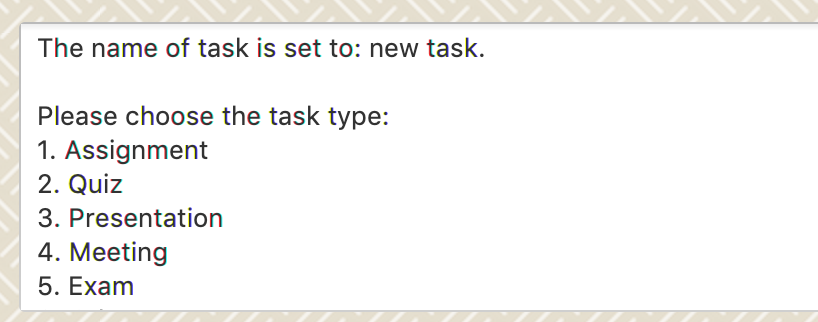 The name of task is set to: new task.
Please choose the task type:
1. Assignment
2. Quiz
3. Presentation
4. Meeting
5. Exam